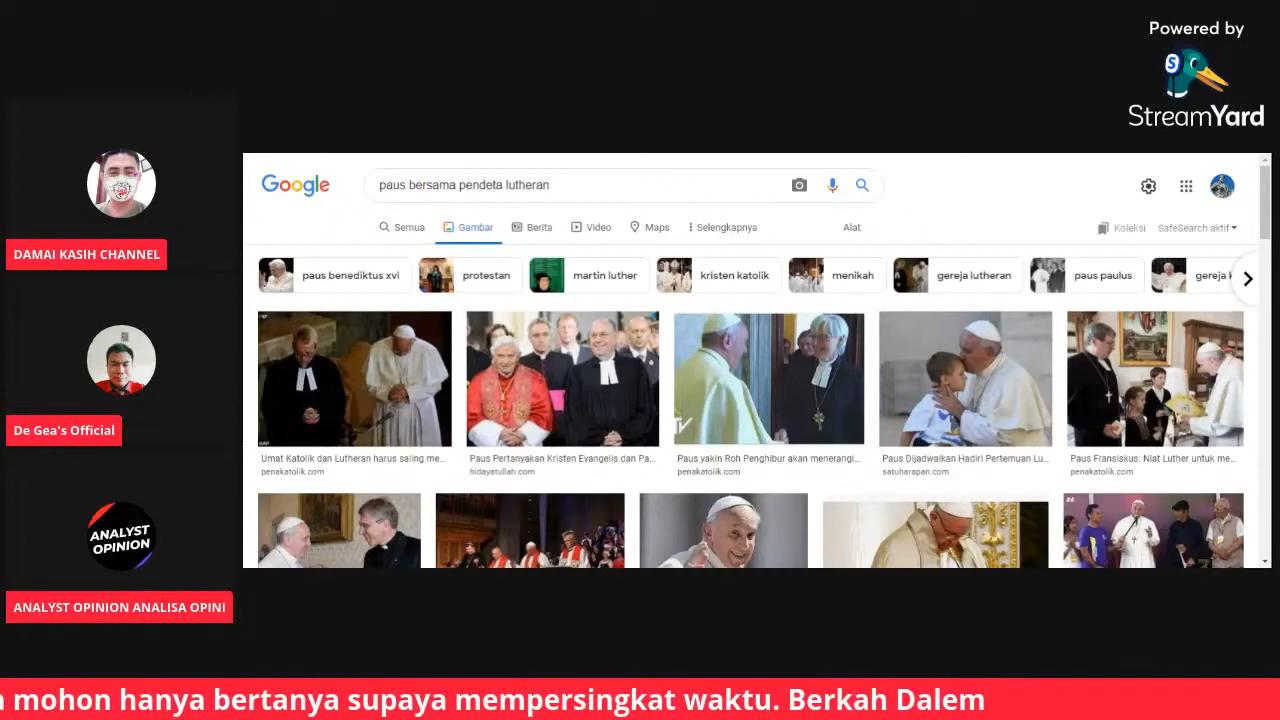 Powered by
StreamYard
DAMAI KASIH CHANNEL
De Gea's Official
ANALYST
OPINION
ANALYST OPINION ANALISA OPINI
Google
paus bersama pendeta lutheran
Semua
Gambar
Berita
Video
Maps
Selengkapnya
Alat
Koleksi
SafeSearch aktif
paus benediktus xvi
protestan
martin luther
kristen katolik
menikah
gereja lutheran
paus paulus
gereja k
Umat Katolik dan Lutheran harus saling me...
penakatolik.com
Paus Pertanyakan Kristen Evangelis dan Pa...
hidayatullah.com
Paus yakin Roh Penghibur akan menerangi...
penakatolik.com
Paus Dijadwalkan Hadiri Pertemuan Lu...
satuharapan.com
Paus Fransiskus: Niat Luther untuk me...
penakatolik.com
mohon hanya bertanya supaya mempersingkat waktu. Berkah Dalem